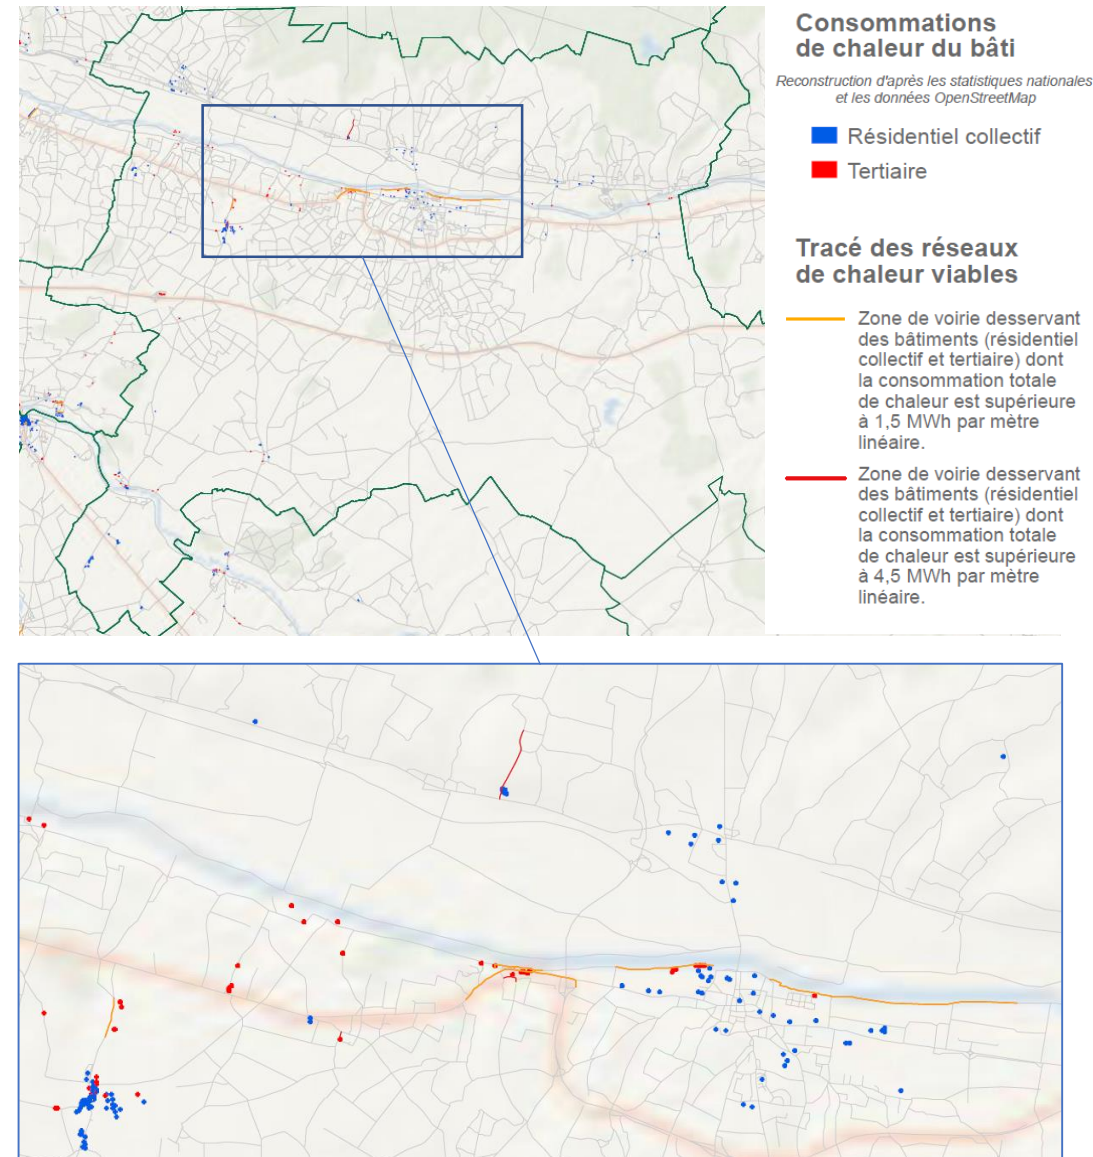 Consommations
de chaleur du bâti
Reconstruction d'après les statistiques nationales
et les données OpenStreetMap
Résidentiel collectif
Tertiaire
Tracé des réseaux
de chaleur viables
Zone de voirie desservant
des bâtiments (résidentiel
collectif et tertiaire) dont
la consommation totale
de chaleur est supérieure
à 1,5 MWh par mètre
linéaire.
Zone de voirie desservant
des bâtiments (résidentiel
collectif et tertiaire) dont
la consommation totale
de chaleur est supérieure
à 4,5 MWh par mètre
linéaire.